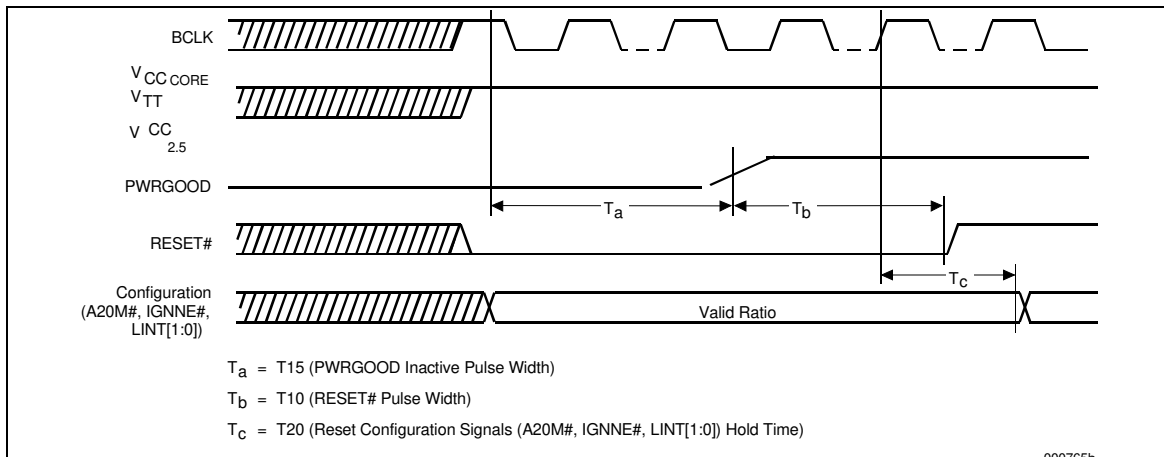 BCLK
VCC CORE
VTT
V CC 2.5
PWRGOOD
Ta
Tb
RESET#
Tc
Configuration
(A20M#, IGNNE#,
LINT[1:0])
Valid Ratio
Ta = T15 (PWRGOOD Inactive Pulse Width)
Tb = T10 (RESET# Pulse Width)
Tc = T20 (Reset Configuration Signals (A20M#, IGNNE#, LINT[1:0]) Hold Time)